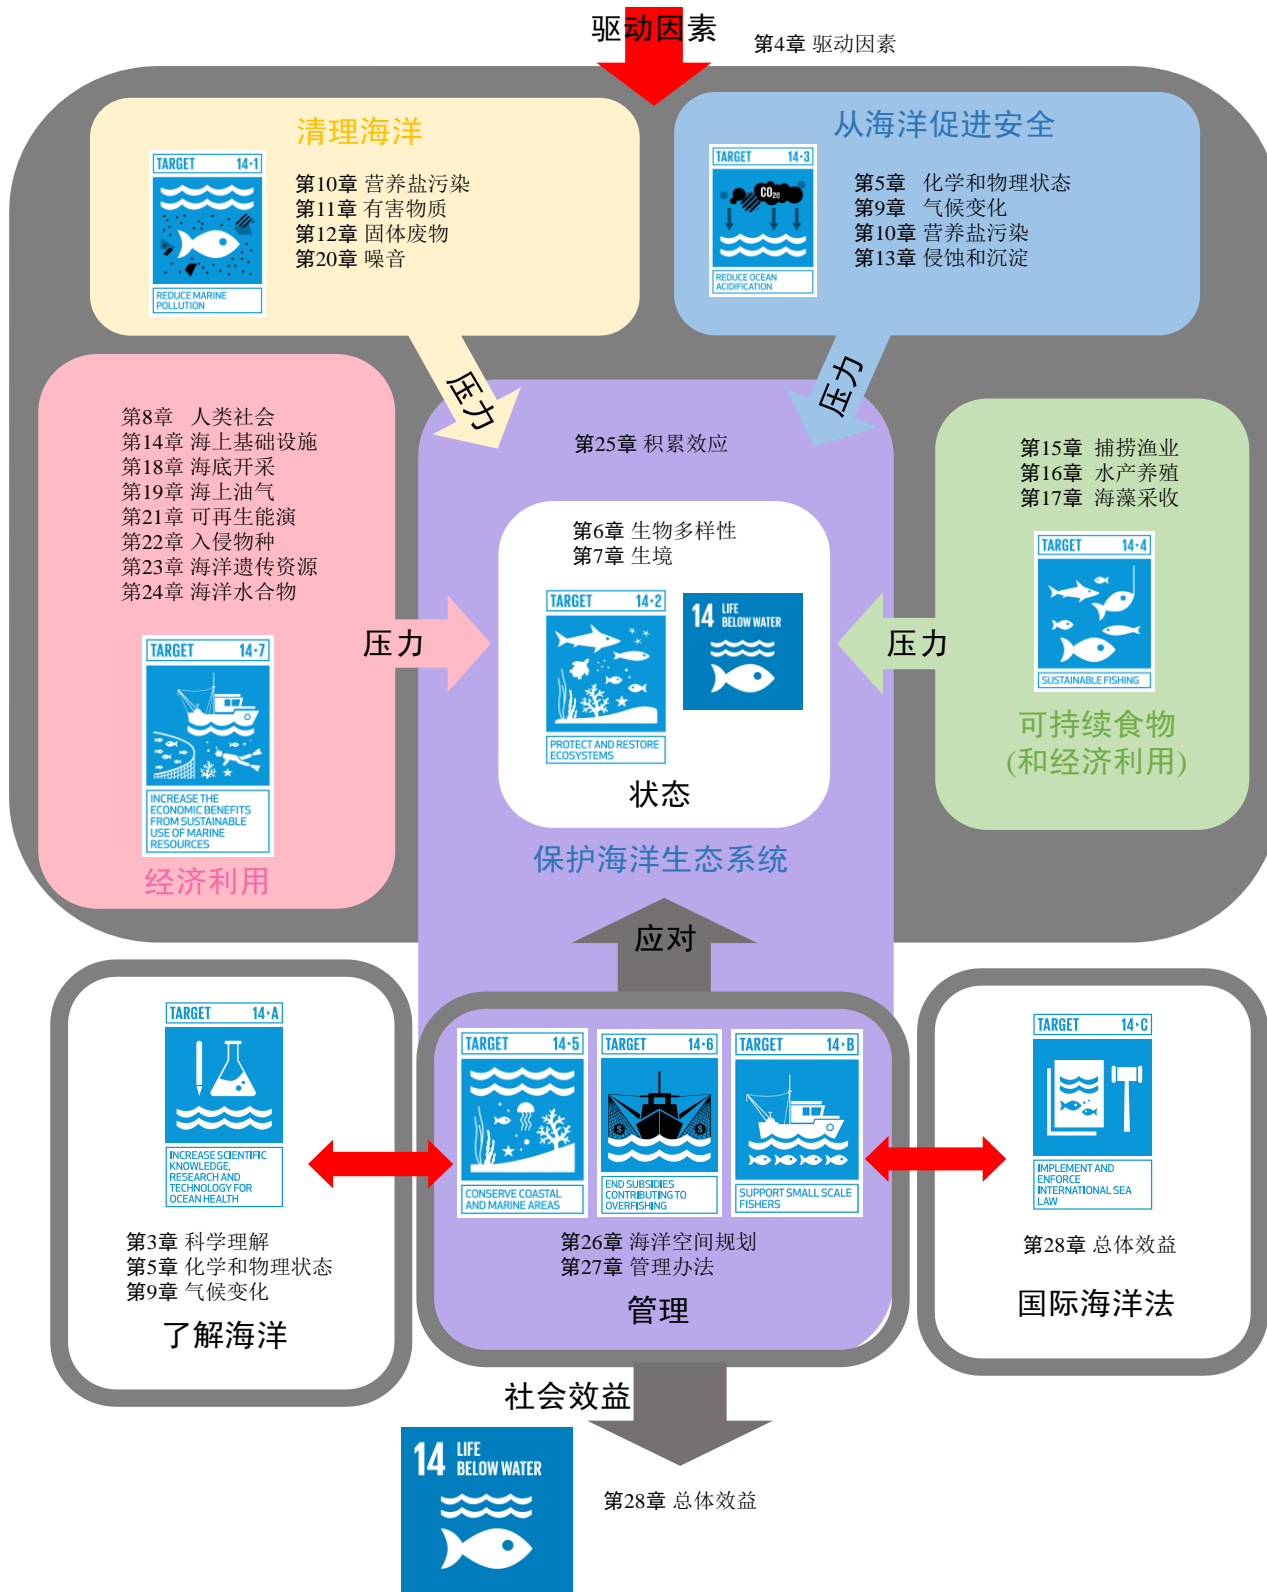 驱动因素
第4章 驱动因素
清理海洋
TARGET 14·1
REDUCE MARINE
POLLUTION
第10章 营养盐污染
第11章 有害物质
第12章 固体废物
第20章 噪音
从海洋促进安全
TARGET 14·3
CO2e
REDUCE OCEAN
ACIDIFICATION
第5章 化学和物理状态
第9章 气候变化
第10章 营养盐污染
第13章 侵蚀和沉淀
压力
压力
第8章 人类社会
第14章 海上基础设施
第18章 海底开采
第19章 海上油气
第21章 可再生能演
第22章 入侵物种
第23章 海洋遗传资源
第24章 海洋水合物
TARGET 14·7
INCREASE THE
ECONOMIC BENEFITS
FROM SUSTAINABLE
USE OF MARINE
RESOURCES
经济利用
压力
第25章 积累效应
第6章 生物多样性
第7章 生境
TARGET 14·2
PROTECT AND RESTORE
ECOSYSTEMS
14 LIFE
BELOW WATER
状态
保护海洋生态系统
压力
第15章 捕捞渔业
第16章 水产养殖
第17章 海藻采收
TARGET 14·4
SUSTAINABLE FISHING
可持续食物
(和经济利用)
应对
TARGET 14·A
INCREASE SCIENTIFIC
KNOWLEDGE,
RESEARCH AND
TECHNOLOGY FOR
OCEAN HEALTH
第3章 科学理解
第5章 化学和物理状态
第9章 气候变化
了解海洋
TARGET 14·5
CONSERVE COASTAL
AND MARINE AREAS
TARGET 14·6
$ $
END SUBSIDIES
CONTRIBUTING TO
OVERFISHING
TARGET 14·B
SUPPORT SMALL SCALE
FISHERS
第26章 海洋空间规划
第27章 管理办法
管理
TARGET 14·C
IMPLEMENT AND
ENFORCE
INTERNATIONAL SEA
LAW
第28章 总体效益
国际海洋法
社会效益
14 LIFE
BELOW WATER
第28章 总体效益